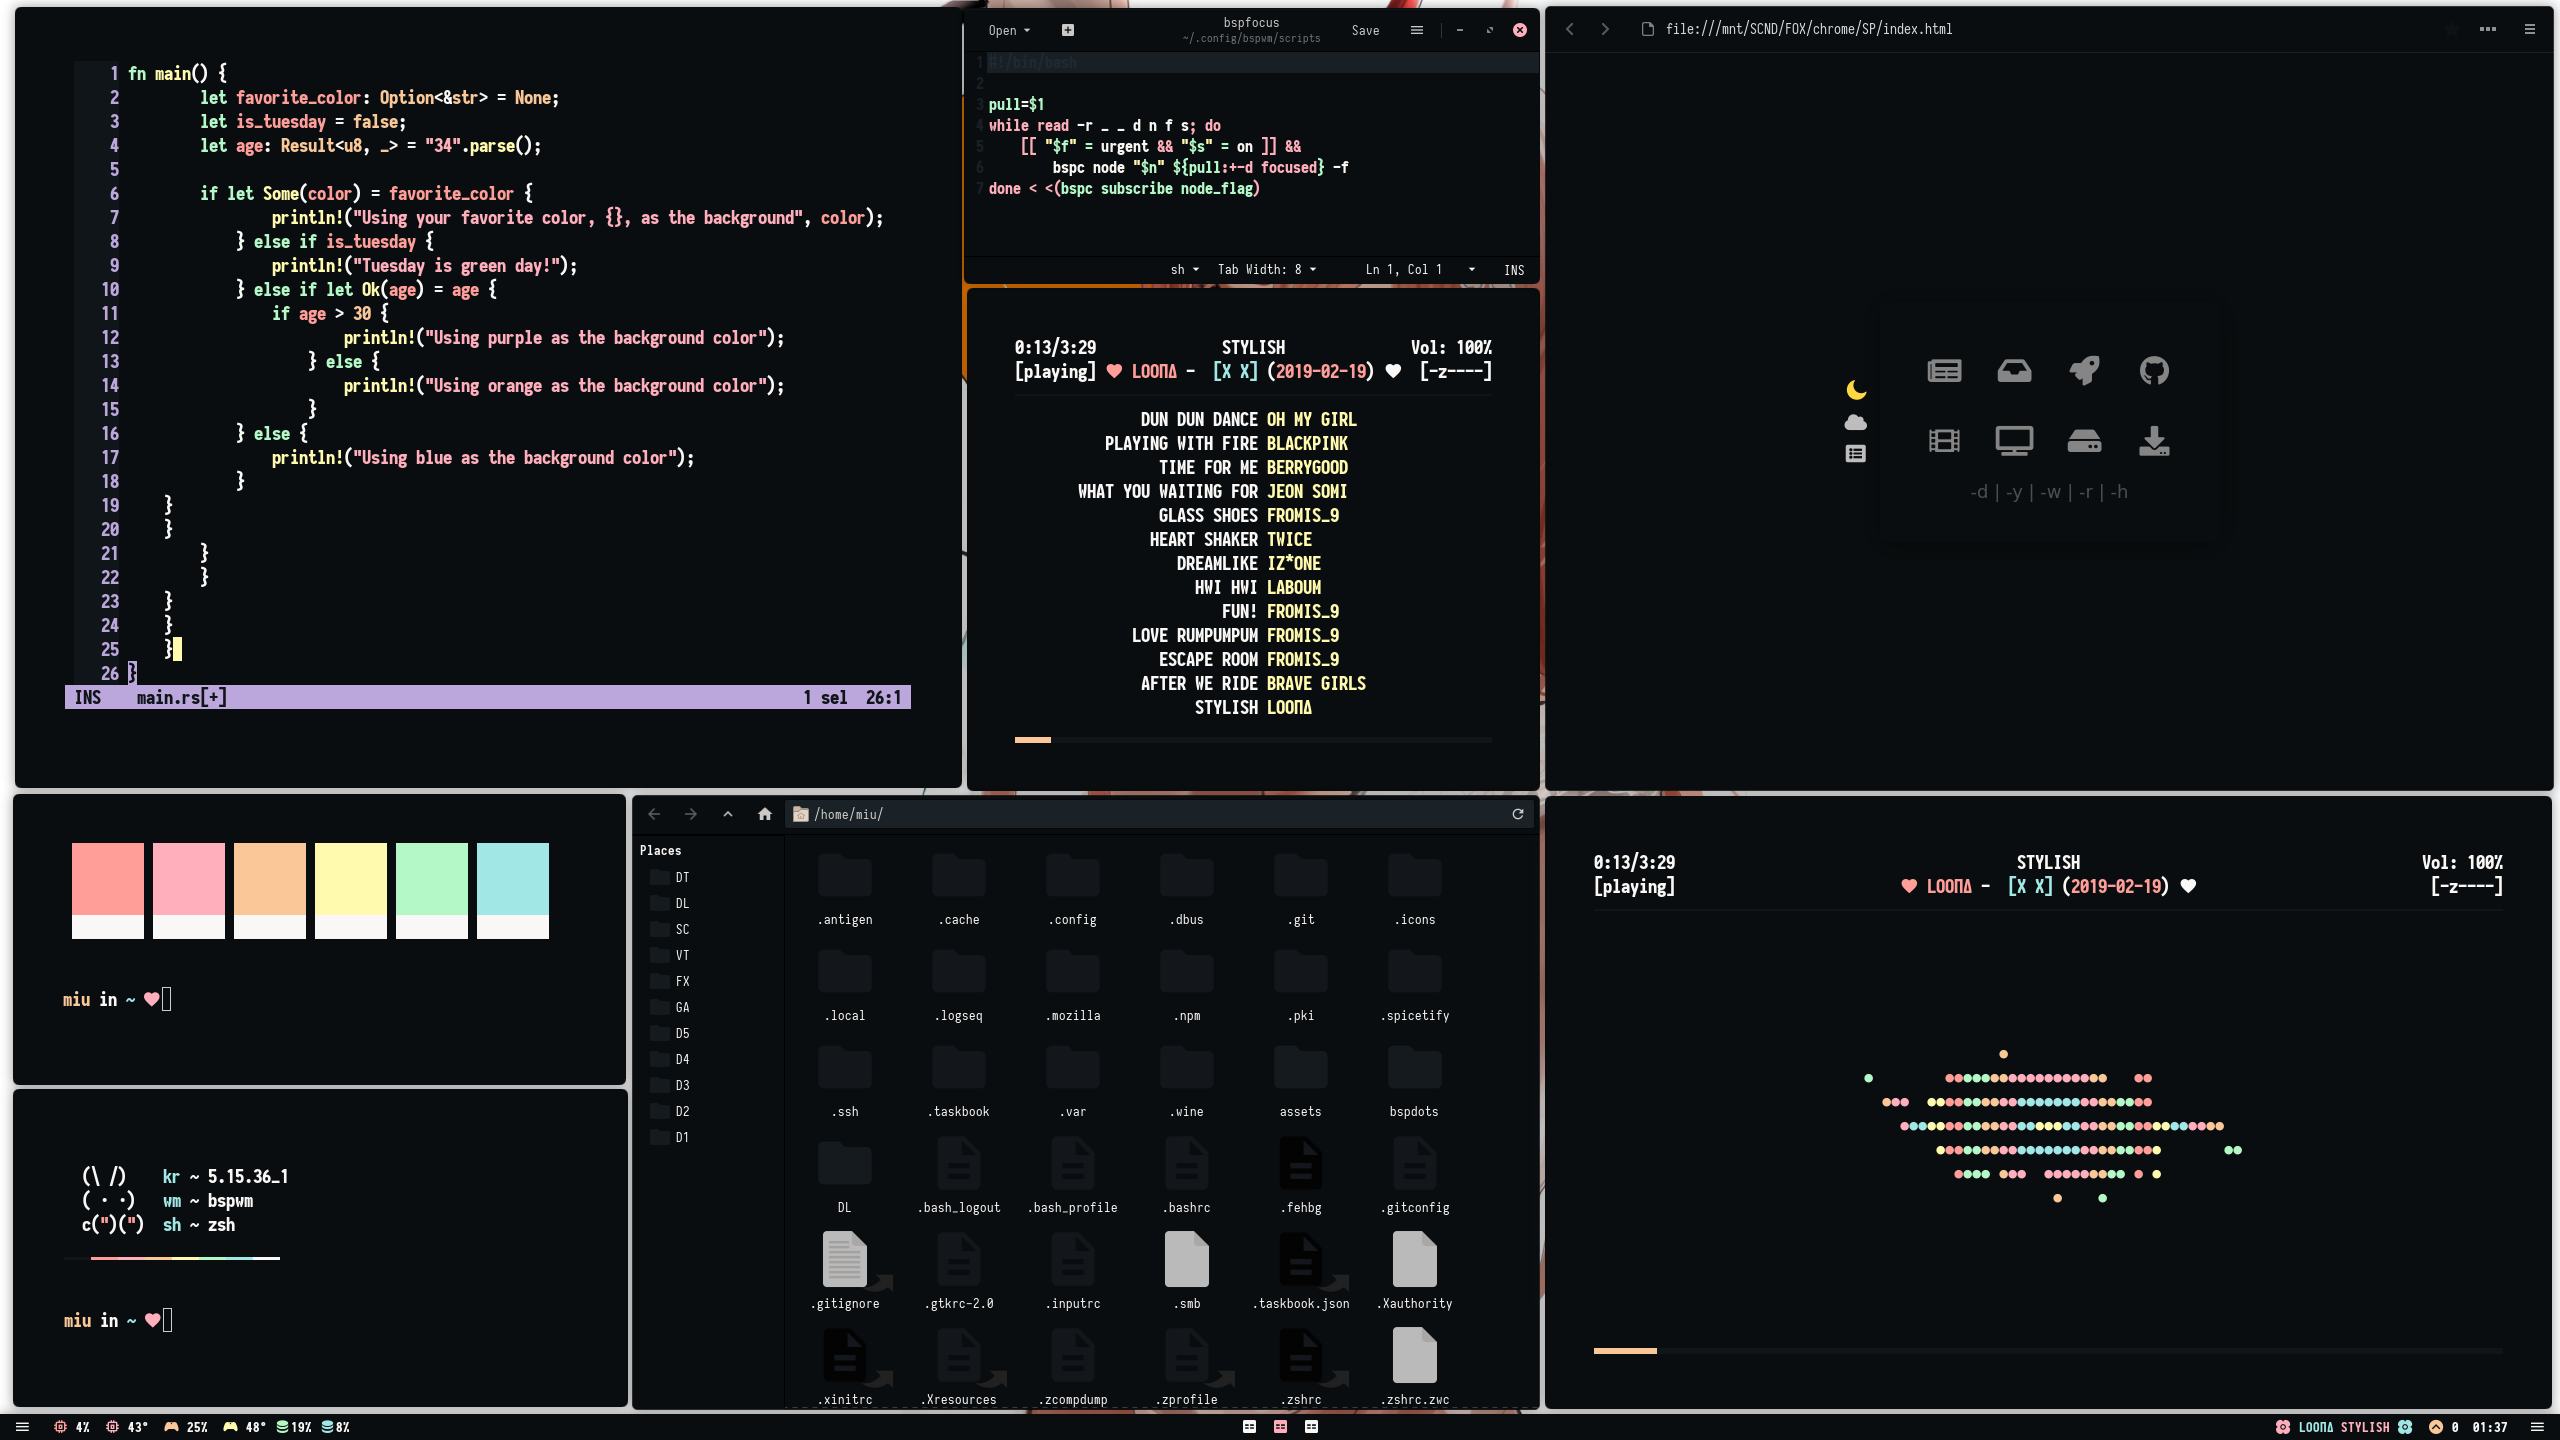 1 fn main() {
2 let favorite_color: Option<&str> = None;
3 let is_tuesday = false;
4 let age: Result<u8, _> = "34".parse();
5
6 if let Some(color) = favorite_color {
7 println!("Using your favorite color, {}, as the background", color);
8 } else if is_tuesday {
9 println!("Tuesday is green day!");
10 } else if let Ok(age) = age {
11 if age > 30 {
12 println!("Using purple as the background color");
13 } else {
14 println!("Using orange as the background color");
15 }
16 } else {
17 println!("Using blue as the background color");
18 }
19 }
20 }
21 }
22 }
23 }
24 }
25 }
26 }
INS main.rs[+] 1 sel 26:1
Open bspfocus Save
~/.config/bspwm/scripts
1 #!/bin/bash
2
3 pull=$1
4 while read -r _ _ d n f s; do
5 [[ "$f" = urgent && "$s" = on ]] &&
6 bspc node "$n" ${pull:+-d focused} -f
7 done < <(bspc subscribe node_flag)
sh Tab Width: 8 Ln 1, Col 1 INS
0:13/3:29 STYLISH Vol: 100%
[playing] ♥ LOOΠΔ - [X X] (2019-02-19) ♥ [-z----]
DUN DUN DANCE OH MY GIRL
PLAYING WITH FIRE BLACKPINK
TIME FOR ME BERRYGOOD
WHAT YOU WAITING FOR JEON SOMI
GLASS SHOES FROMIS_9
HEART SHAKER TWICE
DREAMLIKE IZ*ONE
HWI HWI LABOUM
FUN! FROMIS_9
LOVE RUMPUMPUM FROMIS_9
ESCAPE ROOM FROMIS_9
AFTER WE RIDE BRAVE GIRLS
STYLISH LOOΠΔ
file:///mnt/SCND/FOX/chrome/SP/index.html
-d | -y | -w | -r | -h
miu in ~ ♥
(\ /) kr ~ 5.15.36_1
( · ·) wm ~ bspwm
c(")(") sh ~ zsh
miu in ~ ♥
/home/miu/
Places
DT
DL
SC
VT
FX
GA
D5
D4
D3
D2
D1
.antigen .cache .config .dbus .git .icons
.local .logseq .mozilla .npm .pki .spicetify
.ssh .taskbook .var .wine assets bspdots
DL .bash_logout .bash_profile .bashrc .fehbg .gitconfig
.gitignore .gtkrc-2.0 .inputrc .smb .taskbook.json .Xauthority
.xinitrc .Xresources .zcompdump .zprofile .zshrc .zshrc.zwc
0:13/3:29 STYLISH Vol: 100%
[playing] ♥ LOOΠΔ - [X X] (2019-02-19) ♥ [-z----]
4% 43° 25% 48° 19% 8% LOOΠΔ STYLISH 0 01:37